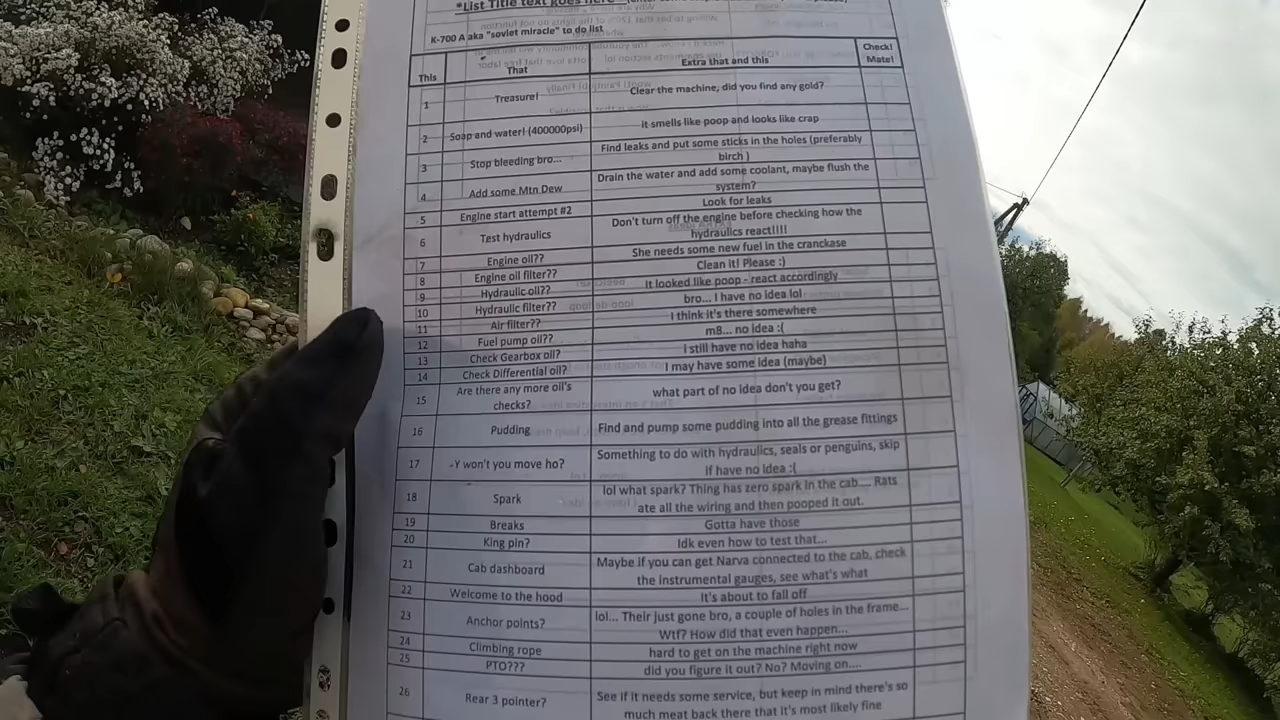 *List Title text goes here
K-700 A aka "soviet miracle" to do list
This That Extra that and this Check! Mate!
1 Treasure! Clear the machine, did you find any gold?
2 Soap and water! (400000psi) it smells like poop and looks like crap
3 Stop bleeding bro... Find leaks and put some sticks in the holes (preferably
birch )
4 Add some Mtn Dew Drain the water and add some coolant, maybe flush the
system?
5 Engine start attempt #2 Look for leaks
6 Test hydraulics Don't turn off the engine before checking how the
hydraulics react!!!!
7 Engine oil?? She needs some new fuel in the cranckase
8 Engine oil filter?? Clean it! Please :)
9 Hydraulic oil?? It looked like poop - react accordingly
10 Hydraulic filter?? bro... I have no idea lol
11 Air filter?? I think it's there somewhere
12 Fuel pump oil?? m8... no idea :(
13 Check Gearbox oil? I still have no idea haha
14 Check Differential oil? I may have some idea (maybe)
15 Are there any more oil's
checks? what part of no idea don't you get?
16 Pudding Find and pump some pudding into all the grease fittings
17 -Y won't you move ho? Something to do with hydraulics, seals or penguins, skip
if have no idea :(
18 Spark lol what spark? Thing has zero spark in the cab.... Rats
ate all the wiring and then pooped it out.
19 Breaks Gotta have those
20 King pin? Idk even how to test that...
21 Cab dashboard Maybe if you can get Narva connected to the cab, check
the instrumental gauges, see what's what
22 Welcome to the hood It's about to fall off
23 Anchor points? lol... Their just gone bro, a couple of holes in the frame...
Wtf? How did that even happen...
24 Climbing rope hard to get on the machine right now
25 PTO??? did you figure it out? No? Moving on....
26 Rear 3 pointer? See if it needs some service, but keep in mind there's so
much meat back there that it's most likely fine